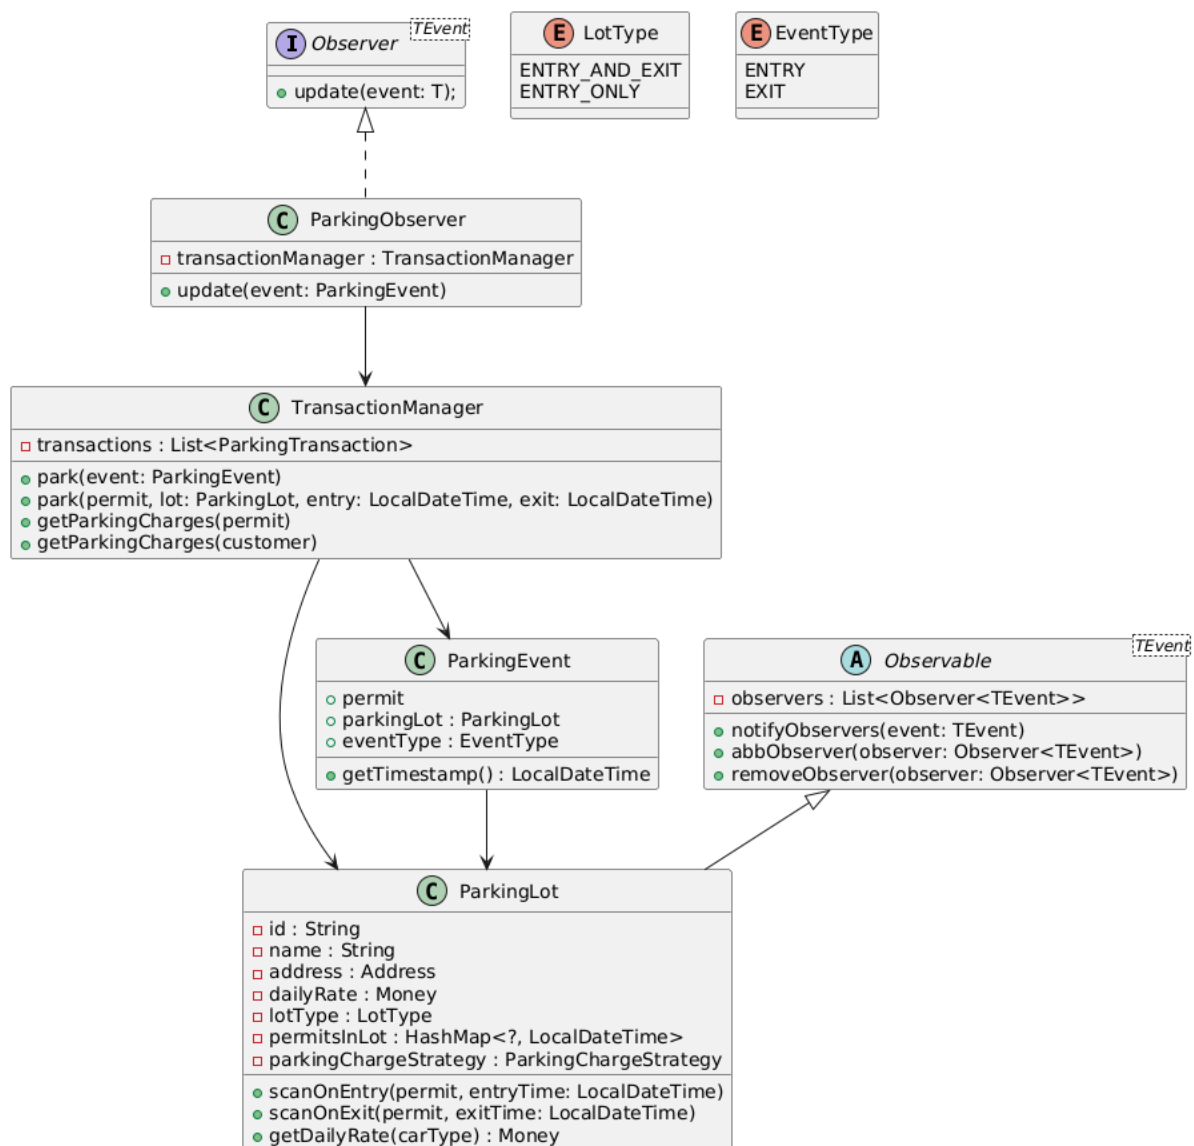 TEvent
I Observer
update(event: T);
E LotType
ENTRY_AND_EXIT
ENTRY_ONLY
E EventType
ENTRY
EXIT
C ParkingObserver
transactionManager : TransactionManager
update(event: ParkingEvent)
C TransactionManager
transactions : List<ParkingTransaction>
park(event: ParkingEvent)
park(permit, lot: ParkingLot, entry: LocalDateTime, exit: LocalDateTime)
getParkingCharges(permit)
getParkingCharges(customer)
C ParkingEvent
permit
parkingLot : ParkingLot
eventType : EventType
getTimestamp() : LocalDateTime
TEvent
A Observable
observers : List<Observer<TEvent>>
notifyObservers(event: TEvent)
abbObserver(observer: Observer<TEvent>)
removeObserver(observer: Observer<TEvent>)
C ParkingLot
id : String
name : String
address : Address
dailyRate : Money
lotType : LotType
permitsInLot : HashMap<?, LocalDateTime>
parkingChargeStrategy : ParkingChargeStrategy
scanOnEntry(permit, entryTime: LocalDateTime)
scanOnExit(permit, exitTime: LocalDateTime)
getDailyRate(carType) : Money